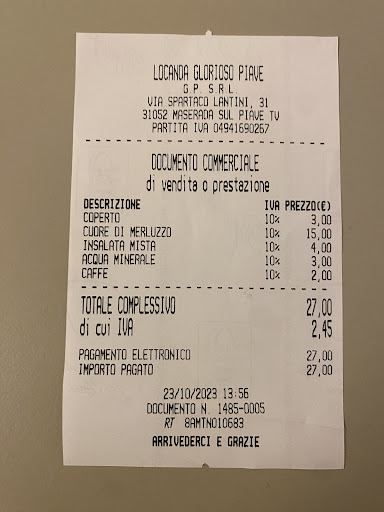 LOCANDA GLORIOSO PIAVE
G.P. S.R.L.
VIA SPARTACO LANTINI, 31
31052 MASERADA SUL PIAVE TV
PARTITA IVA 04941690267
DOCUMENTO COMMERCIALE
di vendita o prestazione
DESCRIZIONE IVA PREZZO(€)
COPERTO 10% 3,00
CUORE DI MERLUZZO 10% 15,00
INSALATA MISTA 10% 4,00
ACQUA MINERALE 10% 3,00
CAFFE 10% 2,00
TOTALE COMPLESSIVO 27,00
di cui IVA 2,45
PAGAMENTO ELETTRONICO 27,00
IMPORTO PAGATO 27,00
23/10/2023 13:56
DOCUMENTO N. 1485-0005
RT 8AMTN010683
ARRIVEDERCI E GRAZIE